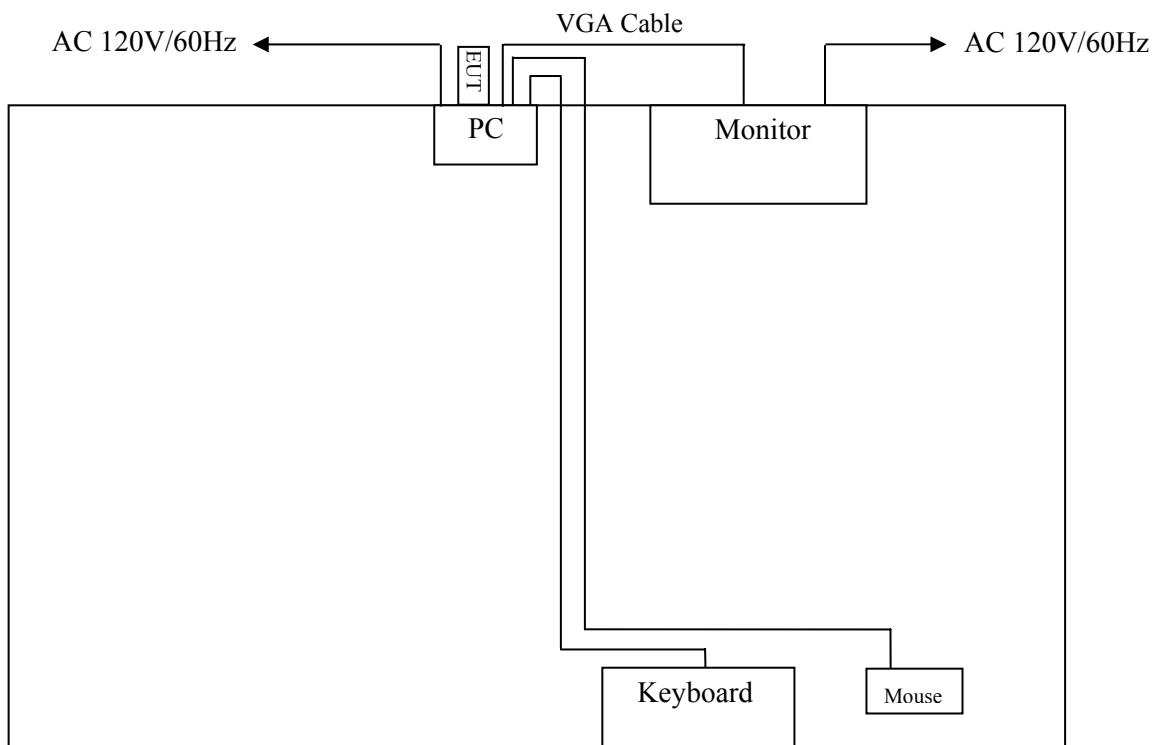 VGA Cable
AC 120V/60Hz
EUT
AC 120V/60Hz
PC
Monitor
Keyboard
Mouse